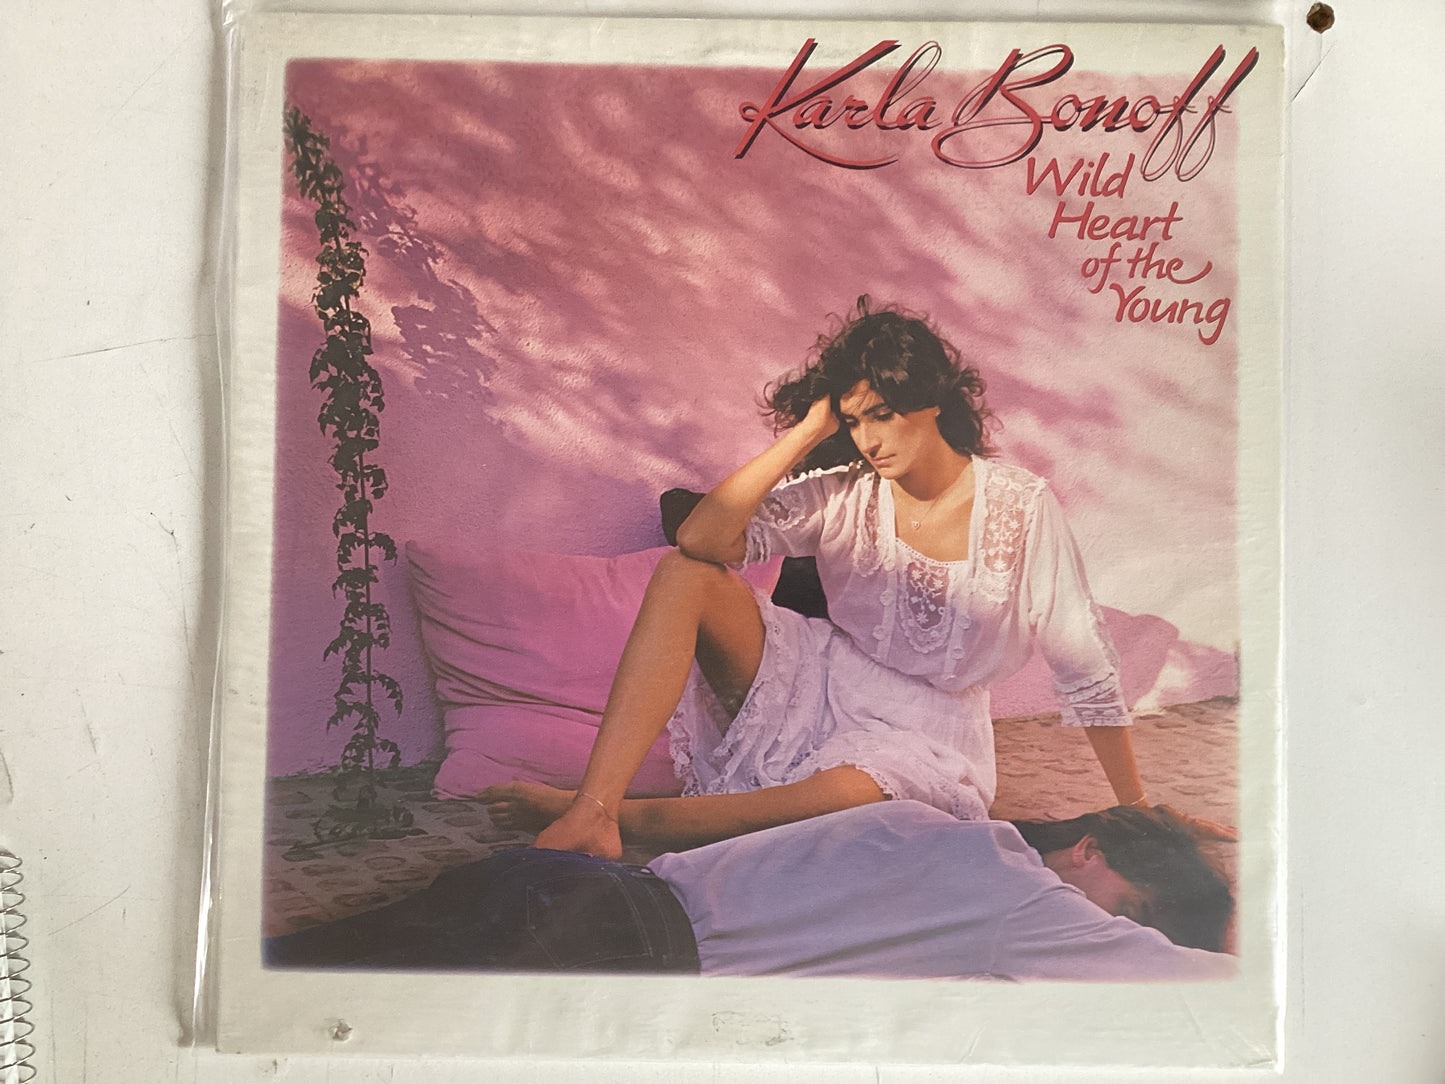 Karla Bonoff
Wild
Heart
of the
Young